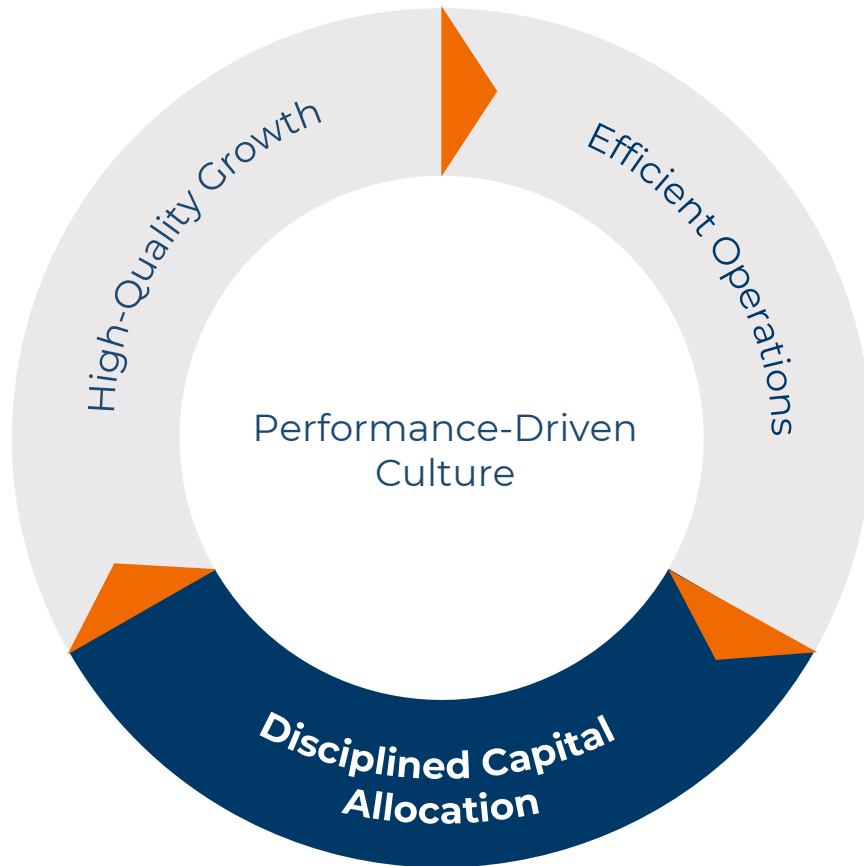 High-Quality Growth
Efficient Operations
Performance-Driven
Culture
Disciplined Capital
Allocation